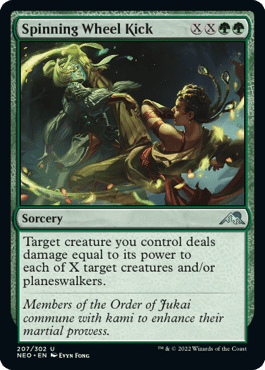 Spinning Wheel Kick XXGG
Sorcery
Target creature you control deals
damage equal to its power to
each of X target creatures and/or
planeswalkers.
Members of the Order of Jukai
commune with kami to enhance their
martial prowess.
207/302 U
NEO • EN Evyn Fong
™ & © 2022 Wizards of the Coast